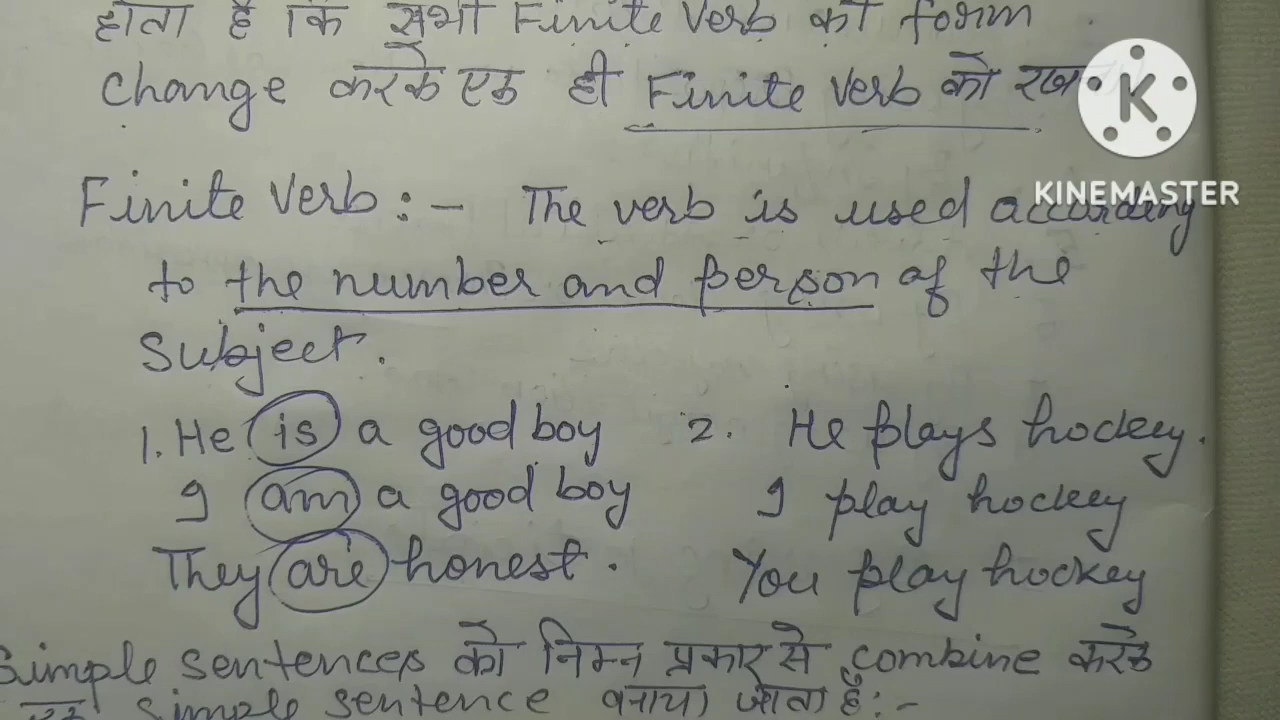 होता है कि सभी Finite Verb की form
change करके एक ही Finite Verb को
Finite Verb :- The verb is used according
to the number and person of the
Subject.
1. He is a good boy 2. He plays hockey.
I am a good boy I play hockey
They are honest. You play hockey
Simple sentences को निम्न प्रकार से combine करके
एक simple sentence बनाया जाता है:-
K
KINEMASTER